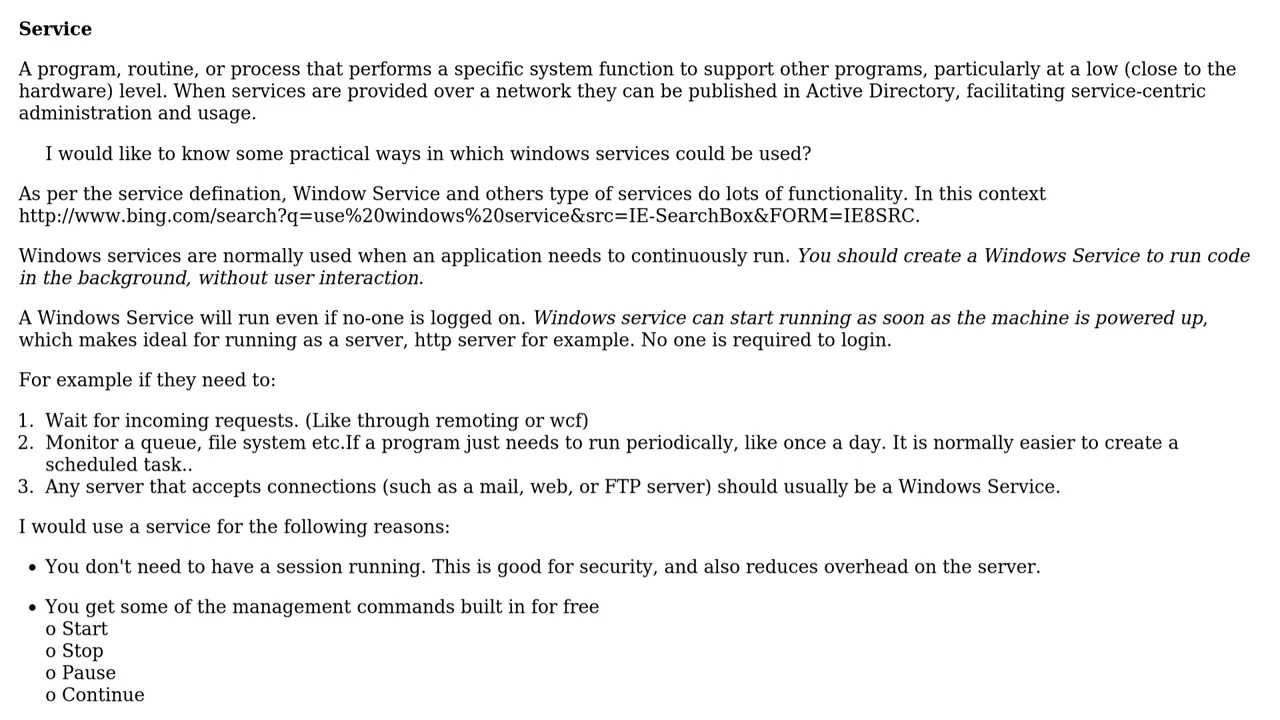 Service
A program, routine, or process that performs a specific system function to support other programs, particularly at a low (close to the
hardware) level. When services are provided over a network they can be published in Active Directory, facilitating service-centric
administration and usage.
I would like to know some practical ways in which windows services could be used?
As per the service defination, Window Service and others type of services do lots of functionality. In this context
http://www.bing.com/search?q=use%20windows%20service&src=IE-SearchBox&FORM=IE8SRC.
Windows services are normally used when an application needs to continuously run. You should create a Windows Service to run code
in the background, without user interaction.
A Windows Service will run even if no-one is logged on. Windows service can start running as soon as the machine is powered up,
which makes ideal for running as a server, http server for example. No one is required to login.
For example if they need to:
1. Wait for incoming requests. (Like through remoting or wcf)
2. Monitor a queue, file system etc.If a program just needs to run periodically, like once a day. It is normally easier to create a
scheduled task..
3. Any server that accepts connections (such as a mail, web, or FTP server) should usually be a Windows Service.
I would use a service for the following reasons:
• You don't need to have a session running. This is good for security, and also reduces overhead on the server.
• You get some of the management commands built in for free
o Start
o Stop
o Pause
o Continue